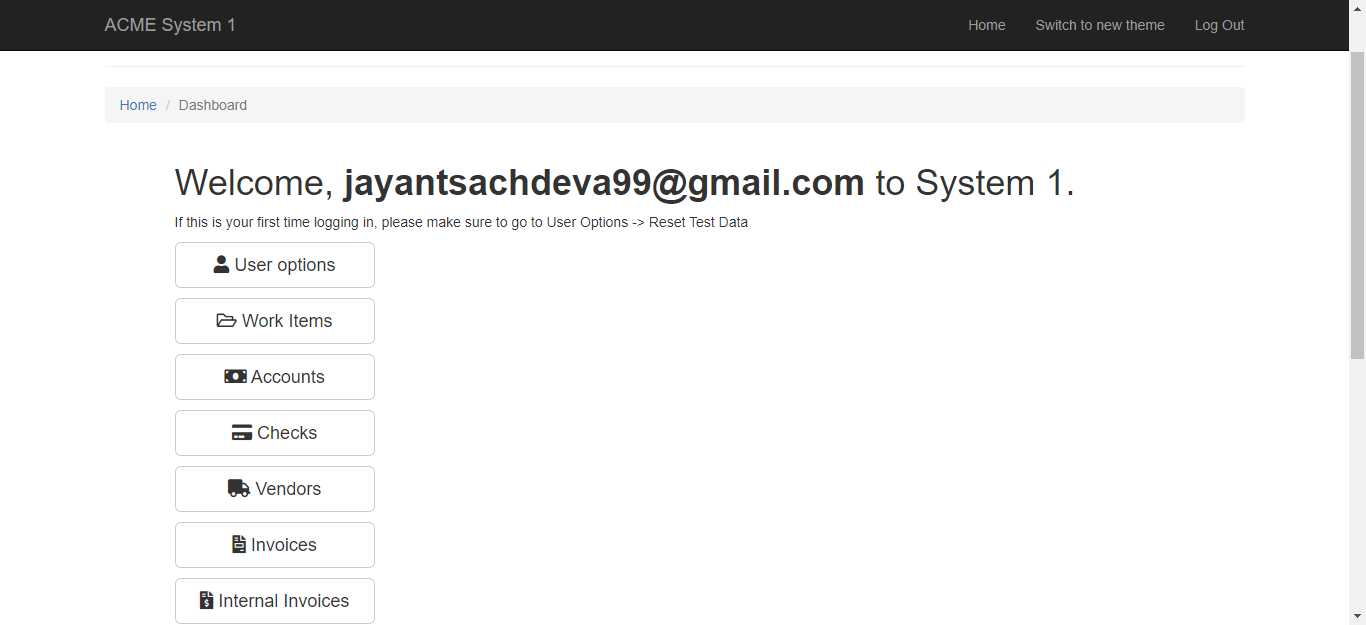 ACME System 1
Home Switch to new theme Log Out
Home / Dashboard
Welcome, jayantsachdeva99@gmail.com to System 1.
If this is your first time logging in, please make sure to go to User Options -> Reset Test Data
User options
Work Items
Accounts
Checks
Vendors
Invoices
Internal Invoices